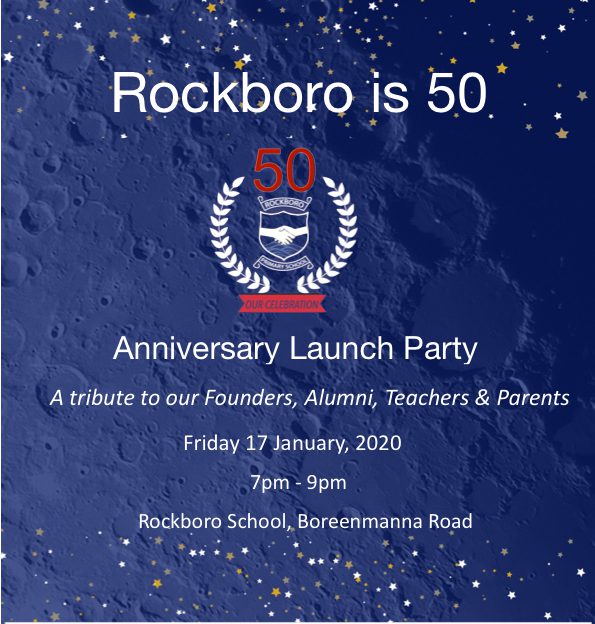 Rockboro is 50
50
ROCKBORO
PRIMARY SCHOOL
OUR CELEBRATION
Anniversary Launch Party
A tribute to our Founders, Alumni, Teachers & Parents
Friday 17 January, 2020
7pm - 9pm
Rockboro School, Boreenmanna Road